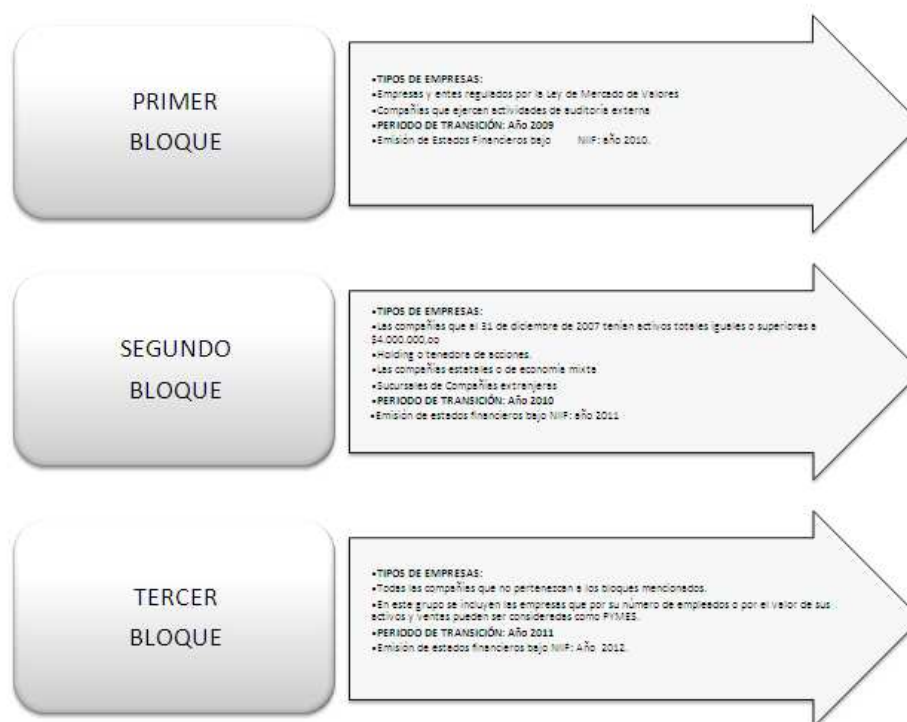 PRIMER
BLOQUE
•TIPOS DE EMPRESAS:
•Empresas y entes regulados por la Ley de Mercado de Valores
•Compañías que ejercen actividades de auditoría externa
•PERIODO DE TRANSICIÓN: Año 2009
•Emisión de Estados Financieros bajo NIIF: año 2010.
SEGUNDO
BLOQUE
•TIPOS DE EMPRESAS:
•Las compañías que al 31 de diciembre de 2007 tenían activos totales iguales o superiores a
$4.000.000,oo
•Holding o tenedora de acciones.
•Las compañías estatales o de economía mixta
•Sucursales de Compañías extranjeras
•PERIODO DE TRANSICIÓN: Año 2010
•Emisión de estados financieros bajo NIIF: año 2011
TERCER
BLOQUE
•TIPOS DE EMPRESAS:
•Todas las compañías que no pertenezcan a los bloques mencionados.
•En este grupo se incluyen las empresas que por su número de empleados o por el valor de sus
activos y ventas pueden ser consideradas como PYMES.
•PERIODO DE TRANSICIÓN: Año 2011
•Emisión de estados financieros bajo NIIF: Año 2012.